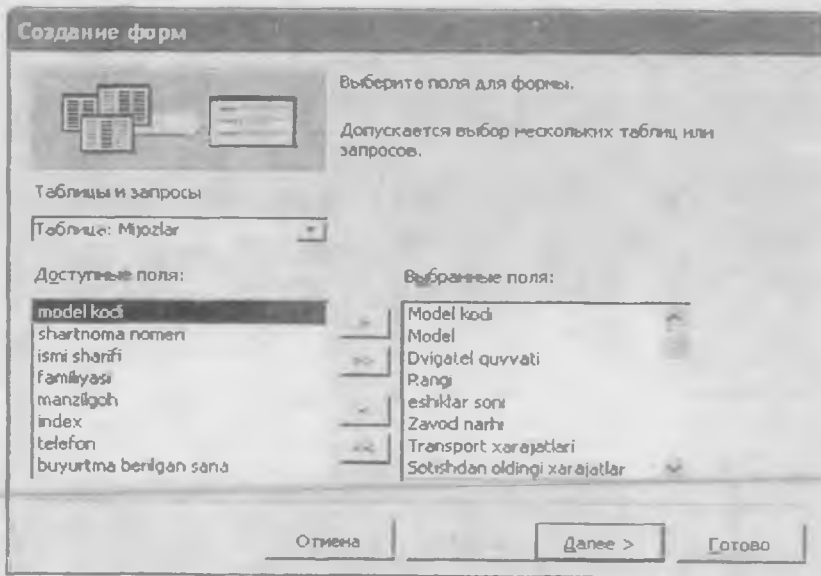 Создание форм
Выберите поля для формы.
Допускается выбор нескольких таблиц или
запросов.
Таблицы и запросы
Таблица: Mijozlar
Доступные поля:
Выбранные поля:
model kodi
shartnoma nomeri
ismi sharifi
familiyasi
manzilgoh
index
telefon
buyurtma berilgan sana
>
>>
<
<<
Model kodi
Model
Dvigatel quvvati
Rangi
eshiklar soni
Zavod narhi
Transport xarajatlari
Sotishdan oldingi xarajatlar
Отмена
Далее >
Готово